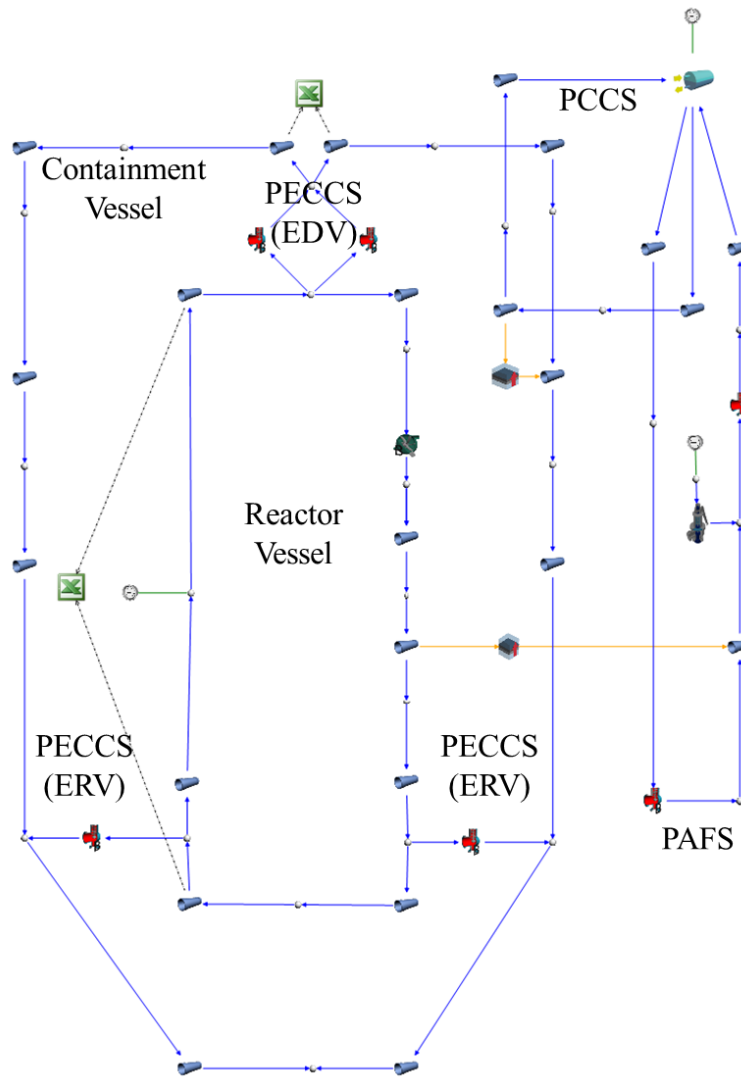 PCCS
Containment
Vessel
PECCS
(EDV)
Reactor
Vessel
PECCS
(ERV)
PECCS
(ERV)
PAFS